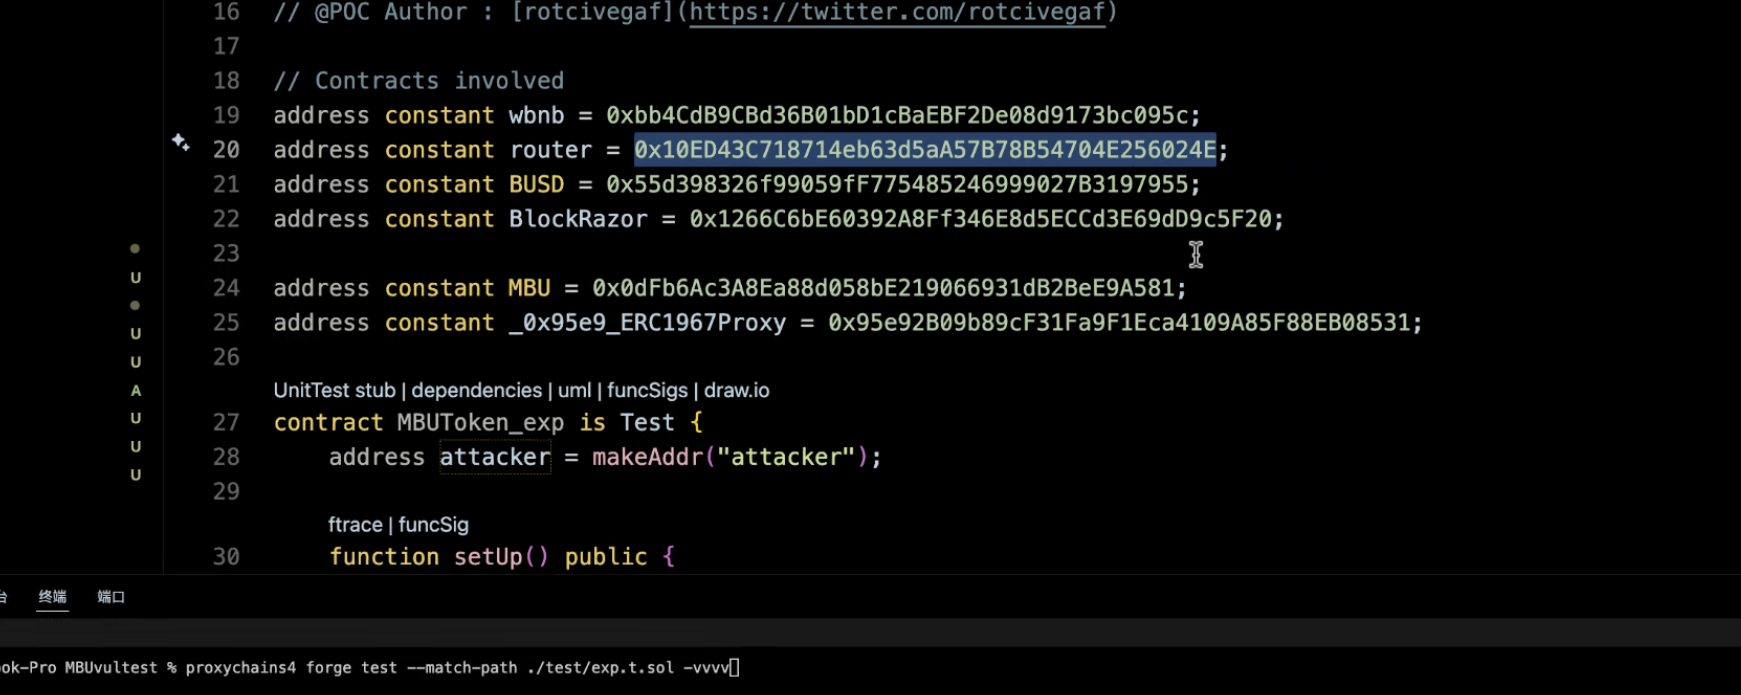 16 // @POC Author : [rotcivegaf](https://twitter.com/rotcivegaf)
17
18 // Contracts involved
19 address constant wbnb = 0xbb4CdB9CBd36B01bD1cBaEBF2De08d9173bc095c;
20 address constant router = 0x10ED43C718714eb63d5aA57B78B54704E256024E;
21 address constant BUSD = 0x55d398326f99059fF775485246999027B3197955;
22 address constant BlockRazor = 0x1266C6bE60392A8Ff346E8d5ECCd3E69dD9c5F20;
23
U
24 address constant MBU = 0x0dFb6Ac3A8Ea88d058bE219066931dB2BeE9A581;
25 address constant _0x95e9_ERC1967Proxy = 0x95e92B09b89cF31Fa9F1Eca4109A85F88EB08531;
U
26
U
UnitTest stub | dependencies | uml | funcSigs | draw.io
A
27 contract MBUToken_exp is Test {
U
28 address attacker = makeAddr("attacker");
U
29
U
ftrace | funcSig
30 function setUp() public {
台 终端 端口
ok-Pro MBUvultest % proxychains4 forge test --match-path ./test/exp.t.sol -vvvv